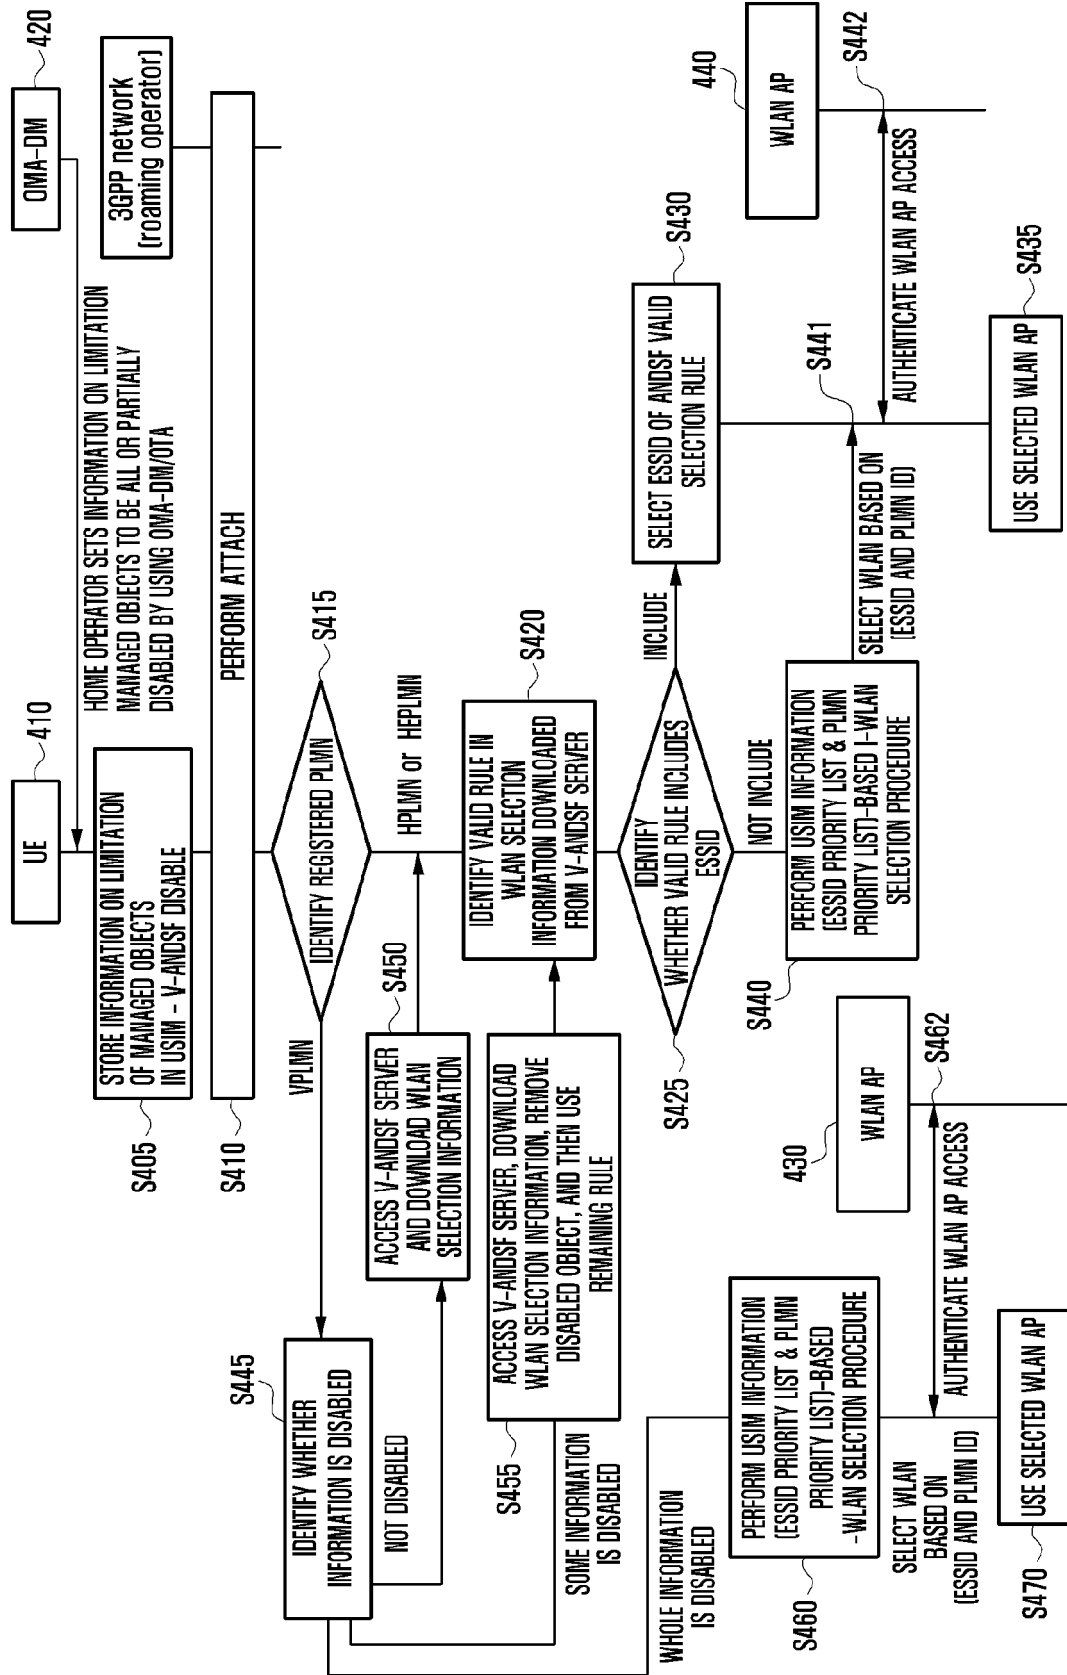 UE
410
OMA-DM
420
HOME OPERATOR SETS INFORMATION ON LIMITATION
MANAGED OBJECTS TO BE ALL OR PARTIALLY
DISABLED BY USING OMA-DM/OTA
3GPP network
(roaming operator)
STORE INFORMATION ON LIMITATION
OF MANAGED OBJECTS
IN USIM - V-ANDSF DISABLE
S405
PERFORM ATTACH
S410
IDENTIFY REGISTERED PLMN
S415
VPLMN
HPLMN or HEPLMN
S445
IDENTIFY WHETHER
INFORMATION IS DISABLED
NOT DISABLED
ACCESS V-ANDSF SERVER
AND DOWNLOAD WLAN
SELECTION INFORMATION
S450
IDENTIFY VALID RULE IN
WLAN SELECTION
INFORMATION DOWNLOADED
FROM V-ANDSF SERVER
S420
ACCESS V-ANDSF SERVER, DOWNLOAD
WLAN SELECTION INFORMATION, REMOVE
DISABLED OBJECT, AND THEN USE
REMAINING RULE
S455
SOME INFORMATION
IS DISABLED
IDENTIFY
WHETHER VALID RULE INCLUDES
ESSID
S425
INCLUDE
SELECT ESSID OF ANDSF VALID
SELECTION RULE
S430
NOT INCLUDE
WHOLE INFORMATION
IS DISABLED
440
WLAN AP
PERFORM USIM INFORMATION
(ESSID PRIORITY LIST & PLMN
PRIORITY LIST)-BASED I-WLAN
SELECTION PROCEDURE
S440
SELECT WLAN BASED ON
(ESSID AND PLMN ID)
S441
AUTHENTICATE WLAN AP ACCESS
S442
USE SELECTED WLAN AP
S435
PERFORM USIM INFORMATION
(ESSID PRIORITY LIST & PLMN
PRIORITY LIST)-BASED
-WLAN SELECTION PROCEDURE
S460
430
WLAN AP
SELECT WLAN
BASED ON
(ESSID AND PLMN ID)
AUTHENTICATE WLAN AP ACCESS
S462
USE SELECTED WLAN AP
S470